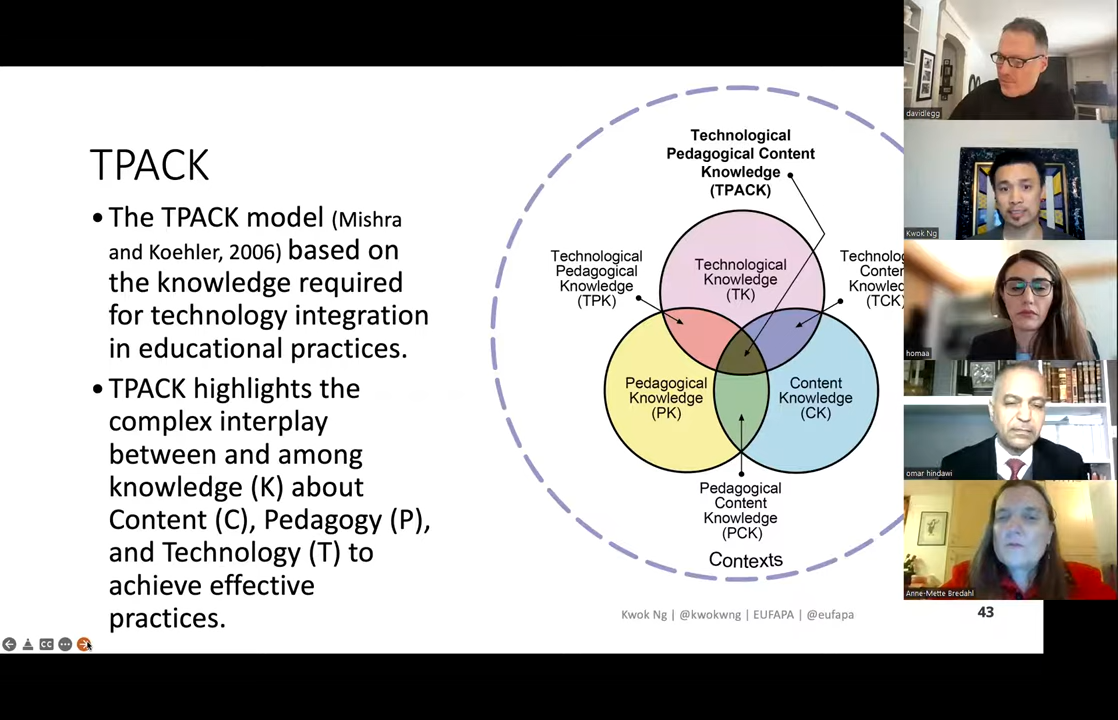 TPACK
•The TPACK model (Mishra
and Koehler, 2006) based on
the knowledge required
for technology integration
in educational practices.
•TPACK highlights the
complex interplay
between and among
knowledge (K) about
Content (C), Pedagogy (P),
and Technology (T) to
achieve effective
practices.
Technological
Pedagogical Content
Knowledge
(TPACK)
Technological
Pedagogical
Knowledge
(TPK)
Technological
Knowledge
(TK)
(TCK)
Pedagogical
Knowledge
(PK)
Content
Knowledge
(CK)
Pedagogical
Content
Knowledge
(PCK)
Contexts
Kwok Ng | @kwokwng | EUFAPA | @eufapa
43
CC
davidlegg
Kwok Ng
homaa
omar hindawi
Anne-Mette Bredahl